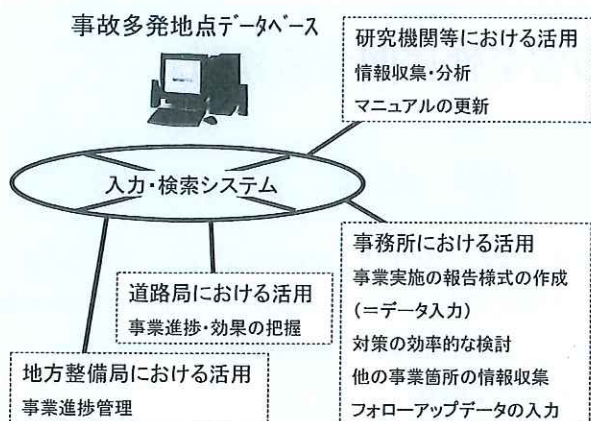 事故多発地点ﾃﾞｰﾀﾍﾞｰｽ
研究機関等における活用
情報収集・分析
マニュアルの更新
入力・検索システム
事務所における活用
事業実施の報告様式の作成
(＝データ入力)
対策の効率的な検討
他の事業箇所の情報収集
フォローアップデータの入力
道路局における活用
事業進捗・効果の把握
地方整備局における活用
事業進捗管理